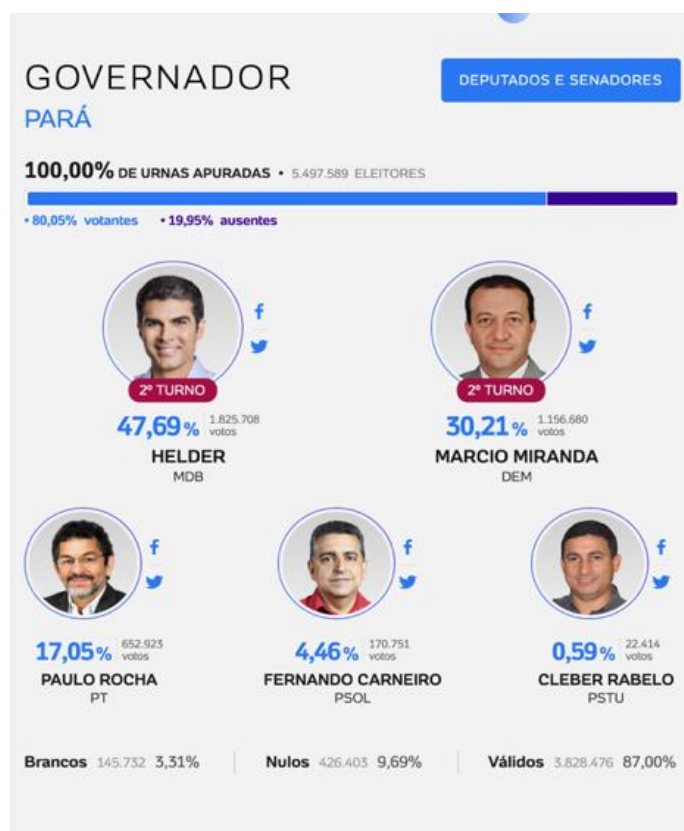 GOVERNADOR
DEPUTADOS E SENADORES
PARÁ
100,00% DE URNAS APURADAS • 5.497.589 ELEITORES
• 80,05% votantes • 19,95% ausentes
2º TURNO
47,69% 1.825.708 votos
HELDER
MDB
2º TURNO
30,21% 1.156.680 votos
MARCIO MIRANDA
DEM
17,05% 652.923 votos
PAULO ROCHA
PT
4,46% 170.751 votos
FERNANDO CARNEIRO
PSOL
0,59% 22.414 votos
CLEBER RABELO
PSTU
Brancos 145.732 3,31% Nulos 426.403 9,69% Válidos 3.828.476 87,00%